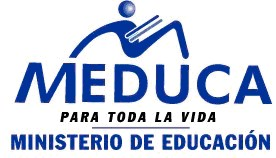 MEDUCA
PARA TODA LA VIDA
MINISTERIO DE EDUCACIÓN